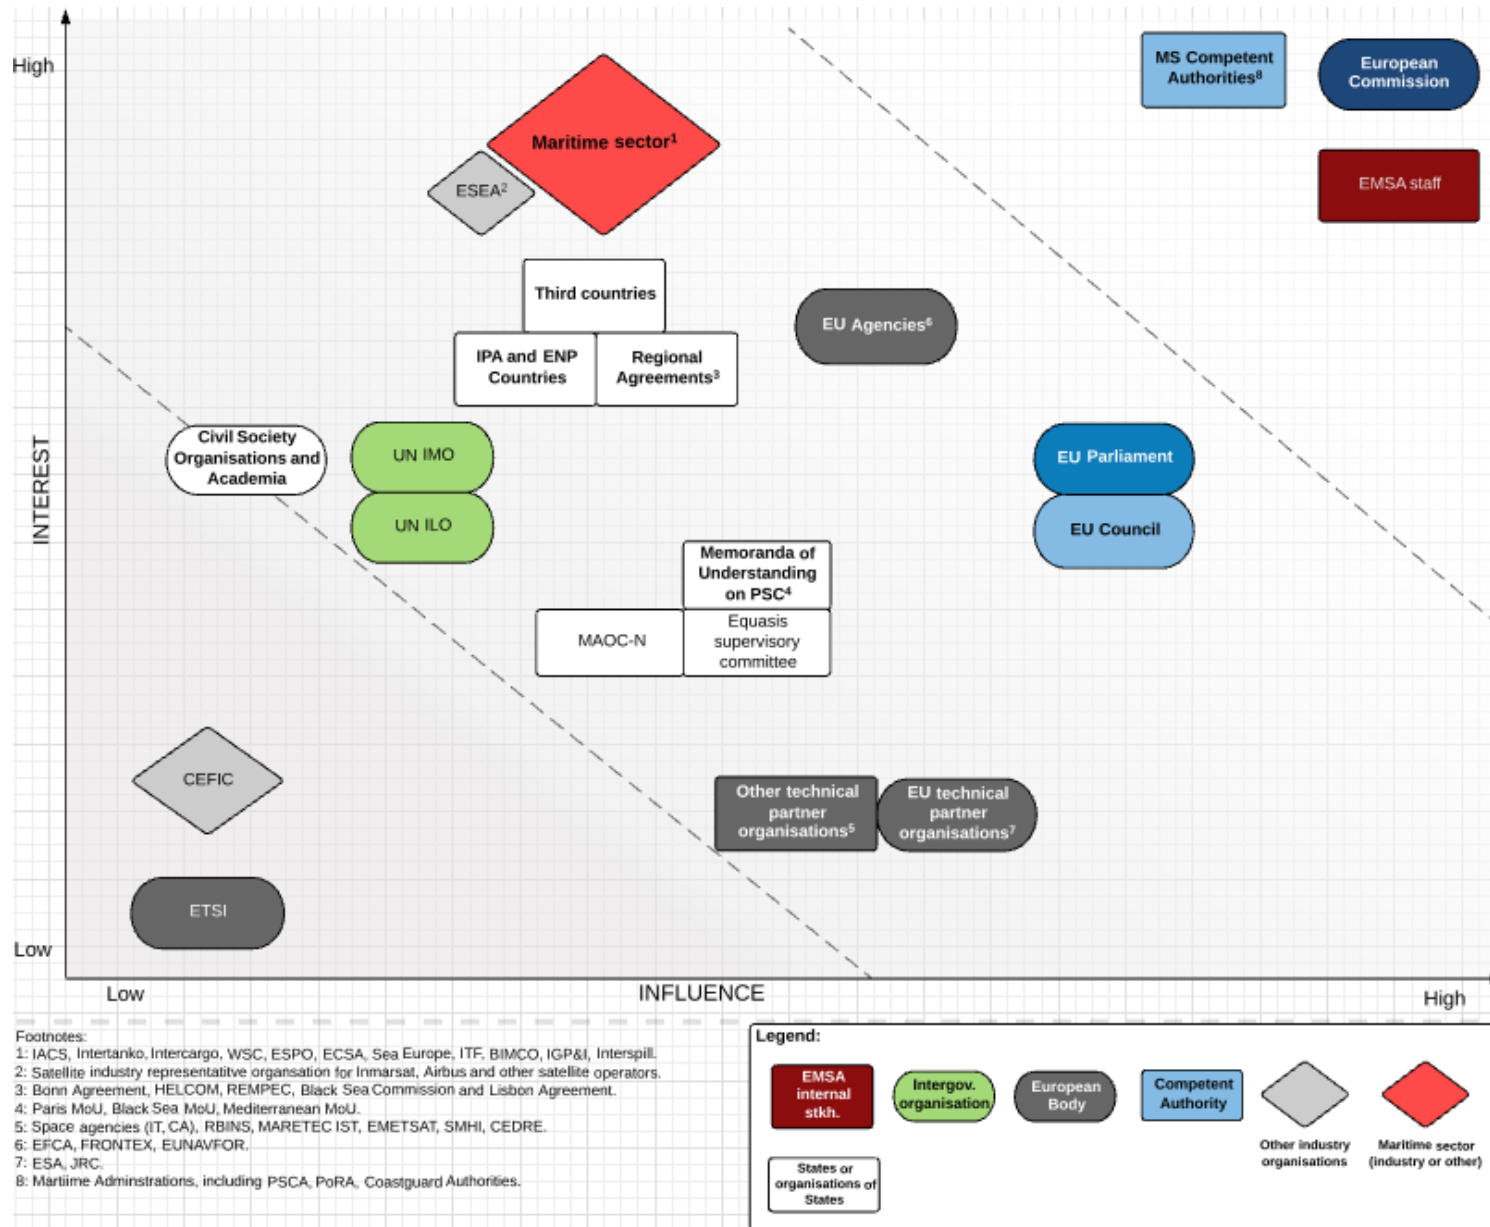 High
MS Competent
Authorities⁸
European
Commission
Maritime sector¹
ESEA²
EMSA staff
Third countries
EU Agencies⁶
IPA and ENP
Countries
Regional
Agreements³
INTEREST
Civil Society
Organisations and
Academia
UN IMO
UN ILO
EU Parliament
EU Council
Memoranda of
Understanding
on PSC⁴
MAOC-N
Equasis
supervisory
committee
CEFIC
Other technical
partner
organisations⁵
EU technical
partner
organisations⁷
ETSI
Low
Low
INFLUENCE
High
Footnotes:
1: IACS, Intertanko, Intercargo, WSC, ESPO, ECSA, Sea Europe, ITF, BIMCO, IGP&I, Interspill.
2: Satellite industry representatitve organsation for Inmarsat, Airbus and other satellite operators.
3: Bonn Agreement, HELCOM, REMPEC, Black Sea Commission and Lisbon Agreement.
4: Paris MoU, Black Sea MoU, Mediterranean MoU.
5: Space agencies (IT, CA), RBINS, MARETEC IST, EMETSAT, SMHI, CEDRE.
6: EFCA, FRONTEX, EUNAVFOR.
7: ESA, JRC.
8: Martiime Adminstrations, including PSCA, PoRA, Coastguard Authorities.
Legend:
EMSA
internal
stkh.
Intergov.
organisation
European
Body
Competent
Authority
Other industry
organisations
Maritime sector
(industry or other)
States or
organisations of
States